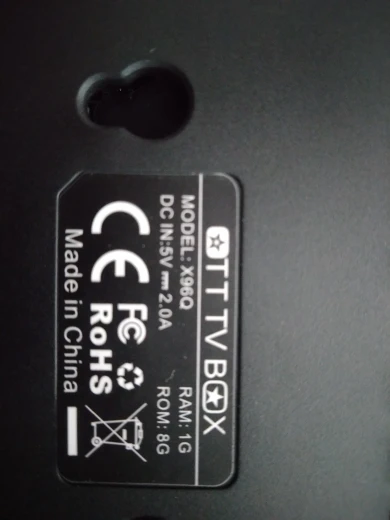 OTT TV BOX
MODEL: X96Q RAM: 1G
DC IN:5V ⎓ 2.0A ROM: 8G
CE FC
RoHS
Made in China